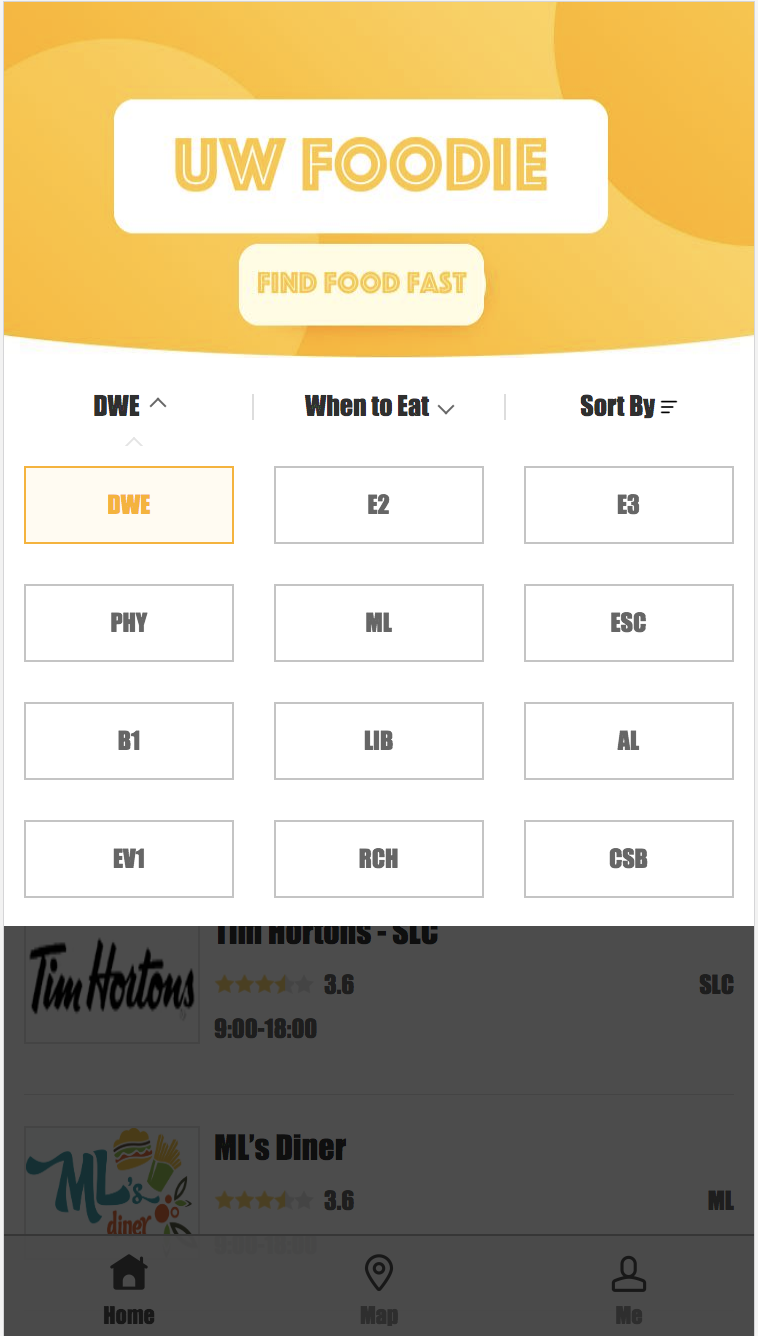 UW FOODIE
FIND FOOD FAST
DWE When to Eat Sort By
DWE E2 E3
PHY ML ESC
B1 LIB AL
EV1 RCH CSB
Tim Hortons - SLC
Tim Hortons
3.6 SLC
9:00-18:00
ML's Diner
ML's
diner
3.6 ML
Home Map Me